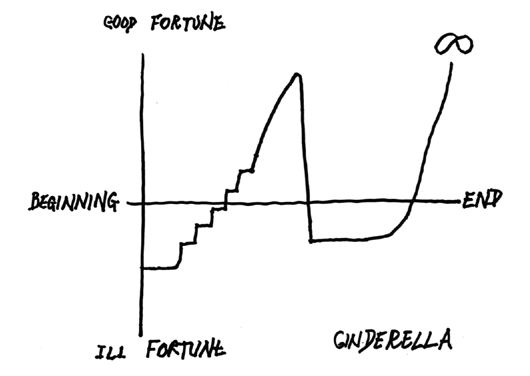 GOOD FORTUNE
∞
BEGINNING
END
ILL FORTUNE
CINDERELLA